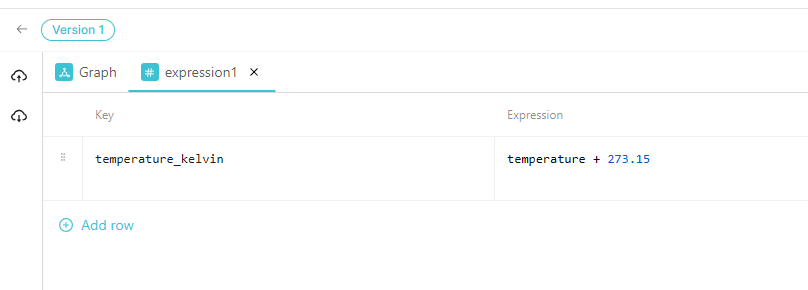 Version 1
Graph
expression1
Key
Expression
temperature_kelvin
temperature + 273.15
Add row